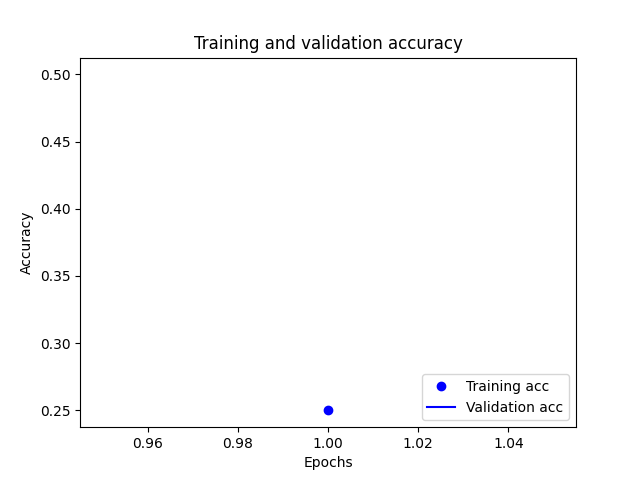 Training and validation accuracy
0.50
0.45
0.40
0.35
0.30
0.25
Accuracy
Training acc
Validation acc
0.96 0.98 1.00 1.02 1.04
Epochs